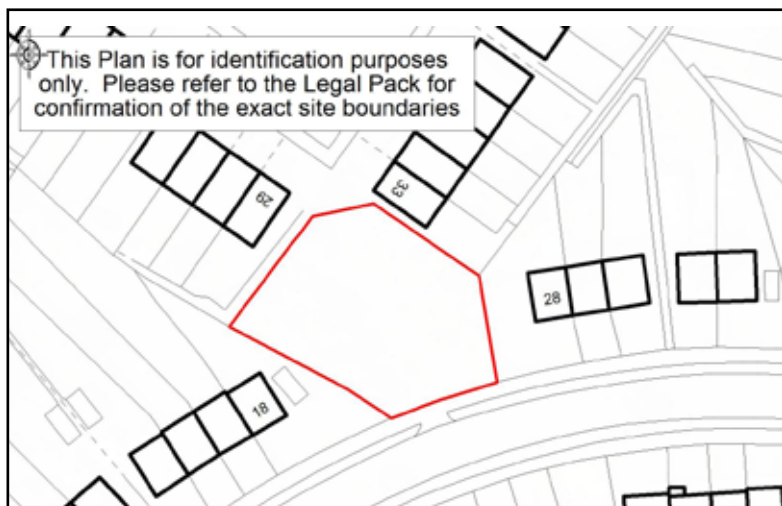 This Plan is for identification purposes
only. Please refer to the Legal Pack for
confirmation of the exact site boundaries
29
33
28
18